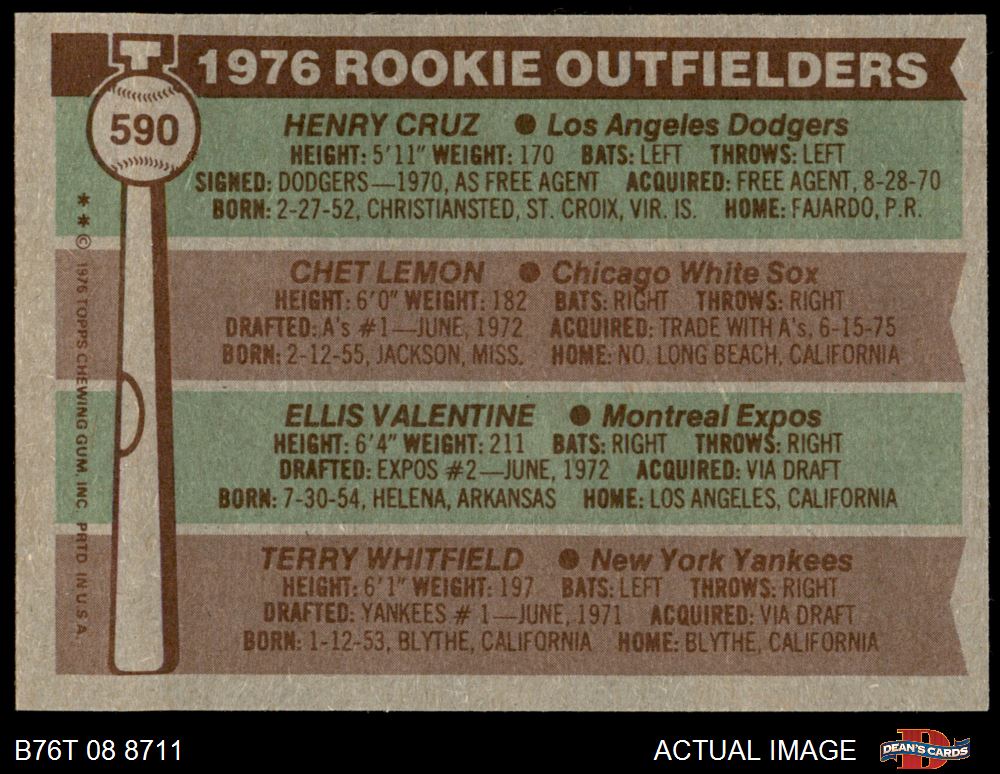 T
1976 ROOKIE OUTFIELDERS
590
HENRY CRUZ ● Los Angeles Dodgers
HEIGHT: 5'11" WEIGHT: 170 BATS: LEFT THROWS: LEFT
SIGNED: DODGERS—1970, AS FREE AGENT ACQUIRED: FREE AGENT, 8-28-70
BORN: 2-27-52, CHRISTIANSTED, ST. CROIX, VIR. IS. HOME: FAJARDO, P.R.
CHET LEMON ● Chicago White Sox
HEIGHT: 6'0" WEIGHT: 182 BATS: RIGHT THROWS: RIGHT
DRAFTED: A's #1—JUNE, 1972 ACQUIRED: TRADE WITH A's, 6-15-75
BORN: 2-12-55, JACKSON, MISS. HOME: NO. LONG BEACH, CALIFORNIA
ELLIS VALENTINE ● Montreal Expos
HEIGHT: 6'4" WEIGHT: 211 BATS: RIGHT THROWS: RIGHT
DRAFTED: EXPOS #2—JUNE, 1972 ACQUIRED: VIA DRAFT
BORN: 7-30-54, HELENA, ARKANSAS HOME: LOS ANGELES, CALIFORNIA
TERRY WHITFIELD ● New York Yankees
HEIGHT: 6'1" WEIGHT: 197 BATS: LEFT THROWS: RIGHT
DRAFTED: YANKEES # 1—JUNE, 1971 ACQUIRED: VIA DRAFT
BORN: 1-12-53, BLYTHE, CALIFORNIA HOME: BLYTHE, CALIFORNIA
** © 1976 TOPPS CHEWING GUM, INC. PRTD. IN U.S.A.
B76T 08 8711
ACTUAL IMAGE
D
DEAN'S CARDS